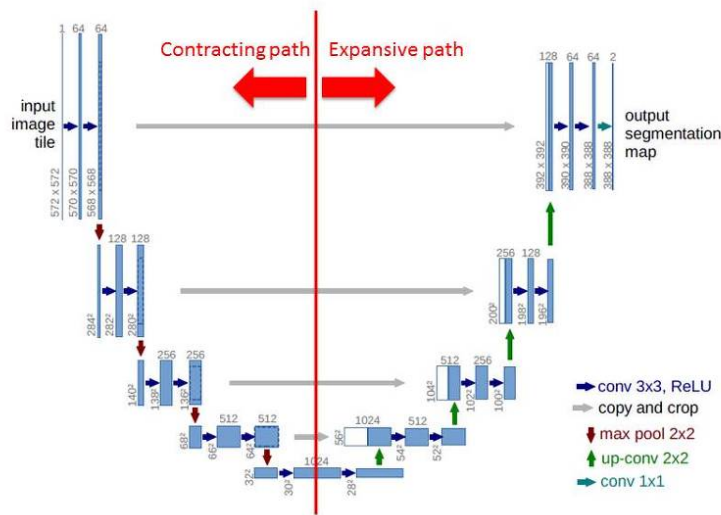 Contracting path
Expansive path
1
64
64
128
64
64
2
input
image
tile
output
segmentation
map
572 x 572
570 x 570
568 x 568
392 x 392
390 x 390
388 x 388
388 x 388
128
128
256
128
284²
282²
280²
200²
198²
196²
256
256
512
256
140²
138²
136²
104²
102²
100²
512
512
1024
512
68²
66²
64²
56²
54²
52²
1024
32²
30²
28²
conv 3x3, ReLU
copy and crop
max pool 2x2
up-conv 2x2
conv 1x1